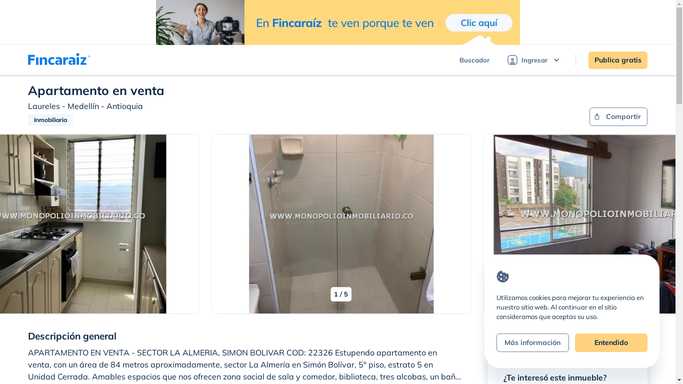 En Fincaraíz te ven porque te ven
Clic aquí
Fincaraíz
Buscador
Ingresar
Publica gratis
Apartamento en venta
Laureles - Medellín - Antioquia
Inmobiliaria
Compartir
WWW.MONOPOLIOINMOBILIARIO.CO
WWW.MONOPOLIOINMOBILIARIO.CO
WWW.MONOPOLIOINMOBILIAR
1 / 5
Utilizamos cookies para mejorar tu experiencia en
nuestro sitio web. Al continuar en el sitio
consideramos que aceptas su uso.
Más información
Entendido
Descripción general
APARTAMENTO EN VENTA - SECTOR LA ALMERIA, SIMON BOLIVAR COD: 22326 Estupendo apartamento en
venta, con un área de 84 metros aproximadamente, sector La Almería en Simón Bolívar, 5° piso, estrato 5 en
Unidad Cerrada. Amables espacios que nos ofrecen zona social de sala y comedor, biblioteca, tres alcobas, un bañ...
¿Te interesó este inmueble?